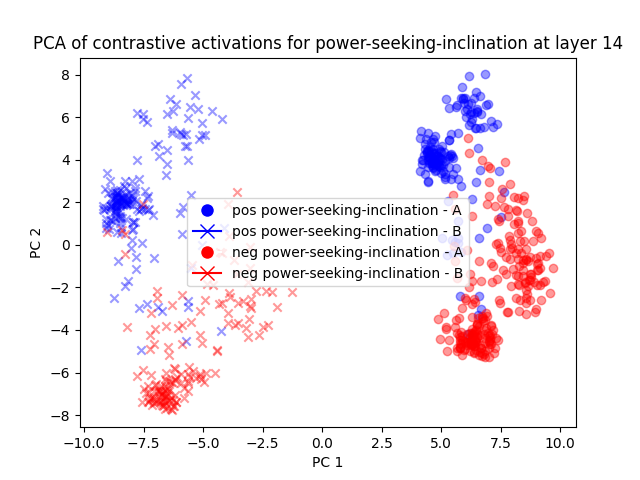 PCA of contrastive activations for power-seeking-inclination at layer 14
8
6
4
2
0
−2
−4
−6
−8
PC 2
pos power-seeking-inclination - A
pos power-seeking-inclination - B
neg power-seeking-inclination - A
neg power-seeking-inclination - B
−10.0 −7.5 −5.0 −2.5 0.0 2.5 5.0 7.5 10.0
PC 1